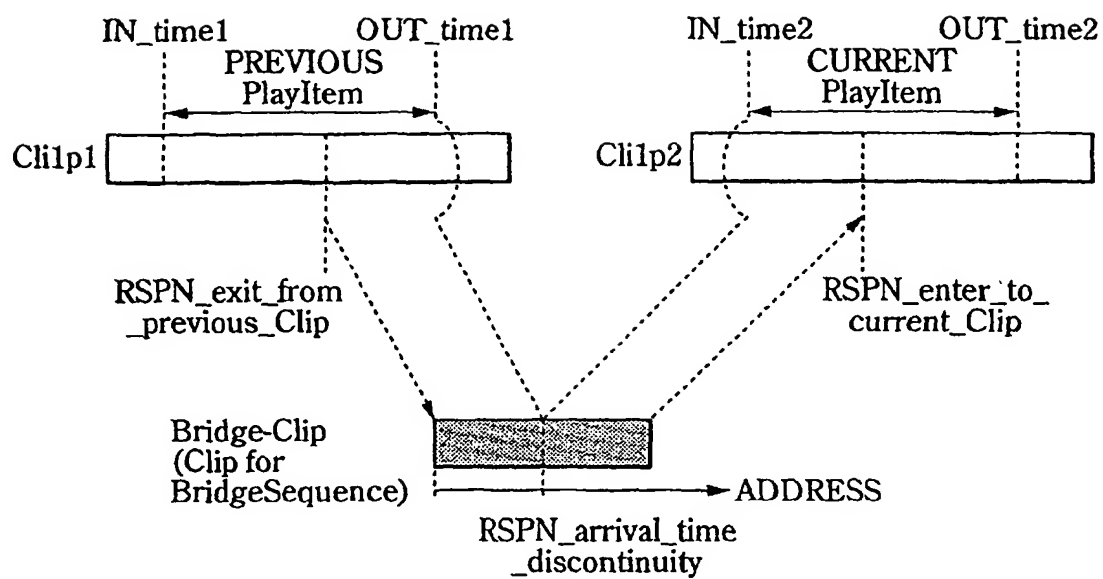 IN_time1
OUT_time1
IN_time2
OUT_time2
PREVIOUS
PlayItem
CURRENT
PlayItem
Cli1p1
Cli1p2
RSPN_exit_from
_previous_Clip
RSPN_enter_to_
current_Clip
Bridge-Clip
(Clip for
BridgeSequence)
ADDRESS
RSPN_arrival_time
_discontinuity